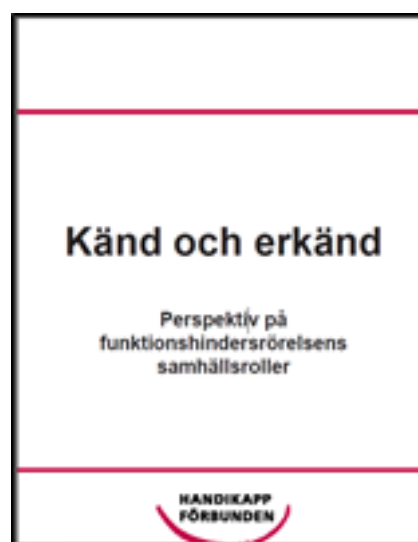 Känd och erkänd
Perspektiv på
funktionshindersrörelsens
samhällsroller
HANDIKAPP
FÖRBUNDEN